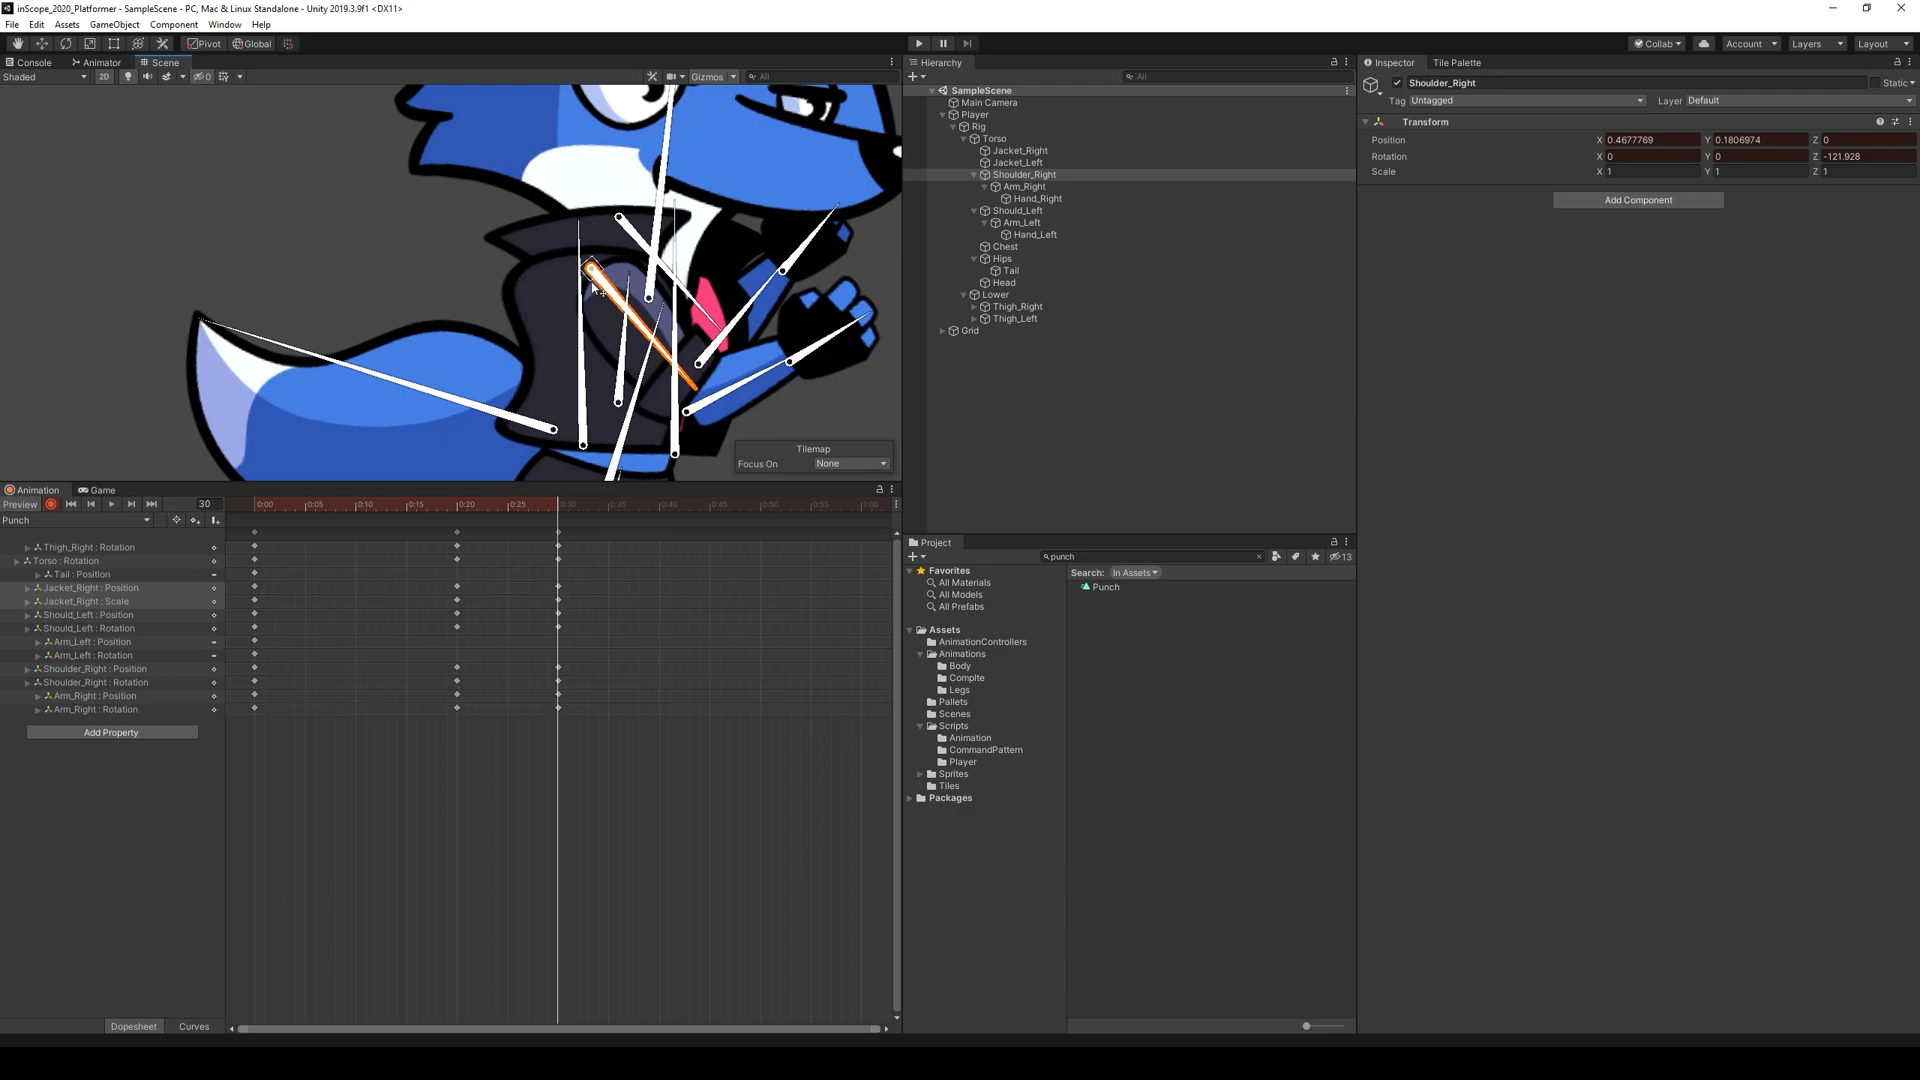 inScope_2020_Platformer - SampleScene - PC, Mac & Linux Standalone - Unity 2019.3.9f1 <DX11>
File Edit Assets GameObject Component Window Help
Pivot Global Collab Account Layers Layout
Console Animator Scene
Shaded 2D 0 Gizmos All
Hierarchy
All
SampleScene
Main Camera
Player
Rig
Torso
Jacket_Right
Jacket_Left
Shoulder_Right
Arm_Right
Hand_Right
Should_Left
Arm_Left
Hand_Left
Chest
Hips
Tail
Head
Lower
Thigh_Right
Thigh_Left
Grid
Inspector Tile Palette
Shoulder_Right Static
Tag Untagged Layer Default
Transform
Position X 0.4677769 Y 0.1806974 Z 0
Rotation X 0 Y 0 Z -121.928
Scale X 1 Y 1 Z 1
Add Component
Tilemap
Focus On None
Animation Game
Preview 30 0:00 0:05 0:10 0:15 0:20 0:25 0:30 0:35 0:40 0:45 0:50 0:55 1:00
Punch
Thigh_Right : Rotation
Torso : Rotation
Tail : Position
Jacket_Right : Position
Jacket_Right : Scale
Should_Left : Position
Should_Left : Rotation
Arm_Left : Position
Arm_Left : Rotation
Shoulder_Right : Position
Shoulder_Right : Rotation
Arm_Right : Position
Arm_Right : Rotation
Add Property
Dopesheet Curves
Project
punch 13
Favorites
All Materials
All Models
All Prefabs
Assets
AnimationControllers
Animations
Body
Complte
Legs
Pallets
Scenes
Scripts
Animation
CommandPattern
Player
Sprites
Tiles
Packages
Search: In Assets
Punch